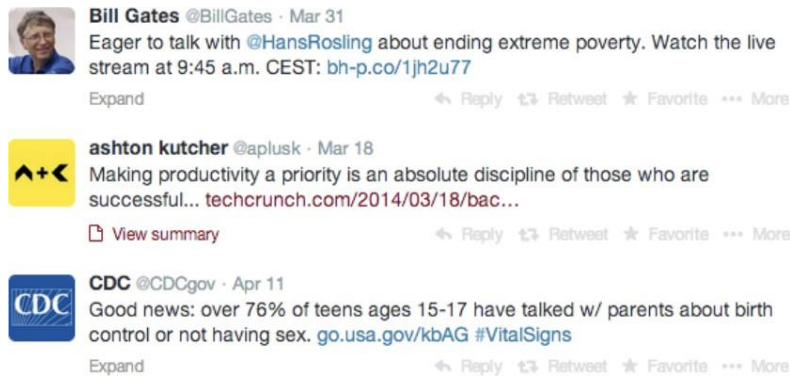 Bill Gates @BillGates · Mar 31
Eager to talk with @HansRosling about ending extreme poverty. Watch the live
stream at 9:45 a.m. CEST: bh-p.co/1jh2u77
Expand Reply Retweet Favorite ••• More
ashton kutcher @aplusk · Mar 18
A+K
Making productivity a priority is an absolute discipline of those who are
successful... techcrunch.com/2014/03/18/bac...
View summary Reply Retweet Favorite ••• More
CDC @CDCgov · Apr 11
CDC
Good news: over 76% of teens ages 15-17 have talked w/ parents about birth
control or not having sex. go.usa.gov/kbAG #VitalSigns
Expand Reply Retweet Favorite ••• More